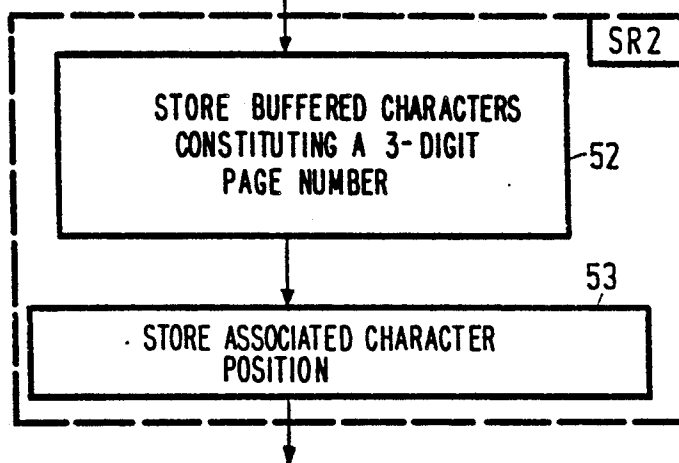 SR2
STORE BUFFERED CHARACTERS
CONSTITUTING A 3-DIGIT
PAGE NUMBER
52
53
STORE ASSOCIATED CHARACTER
POSITION